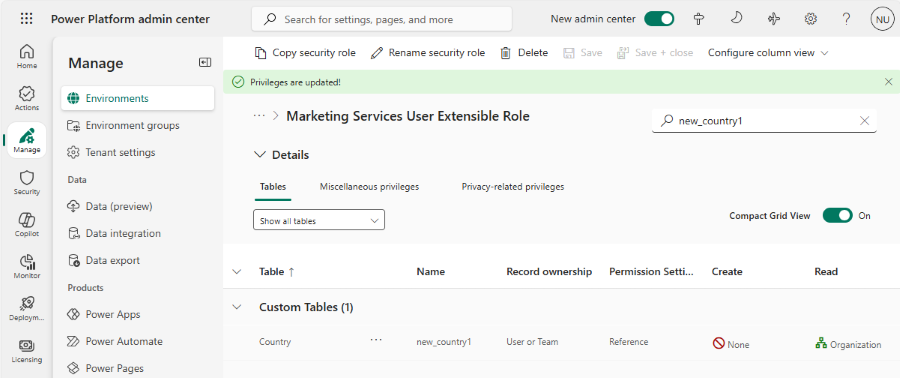 Power Platform admin center
Search for settings, pages, and more
New admin center
NU
Home
Actions
Manage
Security
Copilot
Monitor
Deploym...
Licensing
Manage
Environments
Environment groups
Tenant settings
Data
Data (preview)
Data integration
Data export
Products
Power Apps
Power Automate
Power Pages
Copy security role
Rename security role
Delete
Save
Save + close
Configure column view
Privileges are updated!
··· > Marketing Services User Extensible Role
new_country1
Details
Tables Miscellaneous privileges Privacy-related privileges
Show all tables
Compact Grid View On
Table ↑ Name Record ownership Permission Setti... Create Read
Custom Tables (1)
Country ··· new_country1 User or Team Reference None Organization